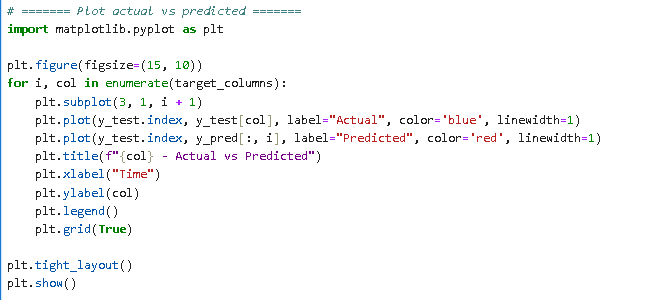 # ======= Plot actual vs predicted =======
import matplotlib.pyplot as plt

plt.figure(figsize=(15, 10))
for i, col in enumerate(target_columns):
    plt.subplot(3, 1, i + 1)
    plt.plot(y_test.index, y_test[col], label="Actual", color='blue', linewidth=1)
    plt.plot(y_test.index, y_pred[:, i], label="Predicted", color='red', linewidth=1)
    plt.title(f"{col} - Actual vs Predicted")
    plt.xlabel("Time")
    plt.ylabel(col)
    plt.legend()
    plt.grid(True)

plt.tight_layout()
plt.show()